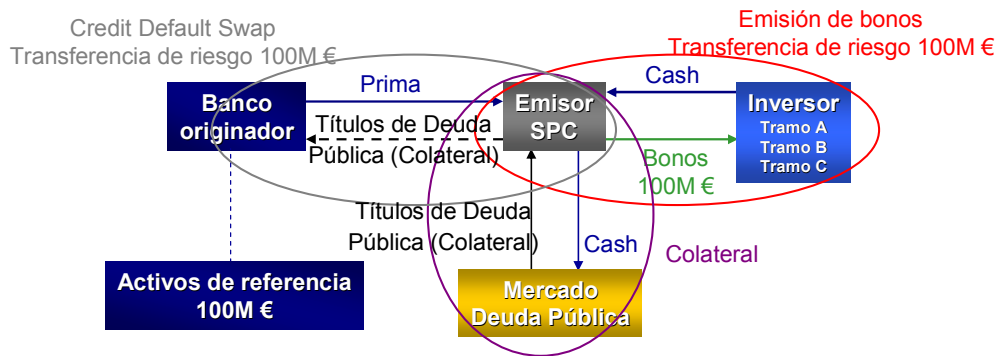 Credit Default Swap
Transferencia de riesgo 100M €
Emisión de bonos
Transferencia de riesgo 100M €
Banco
originador
Prima
Títulos de Deuda
Pública (Colateral)
Emisor
SPC
Cash
Bonos
100M €
Inversor
Tramo A
Tramo B
Tramo C
Títulos de Deuda
Pública (Colateral)
Cash
Colateral
Activos de referencia
100M €
Mercado
Deuda Pública